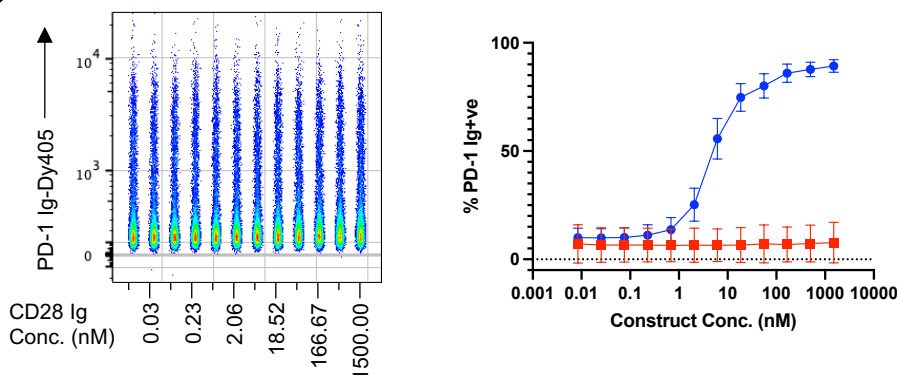 PD-1 Ig-Dy405
10⁴
10³
0
CD28 Ig
Conc. (nM)
0.03
0.23
2.06
18.52
166.67
1500.00
% PD-1 Ig+ve
100
50
0
0.001 0.01 0.1 1 10 100 1000 10000
Construct Conc. (nM)